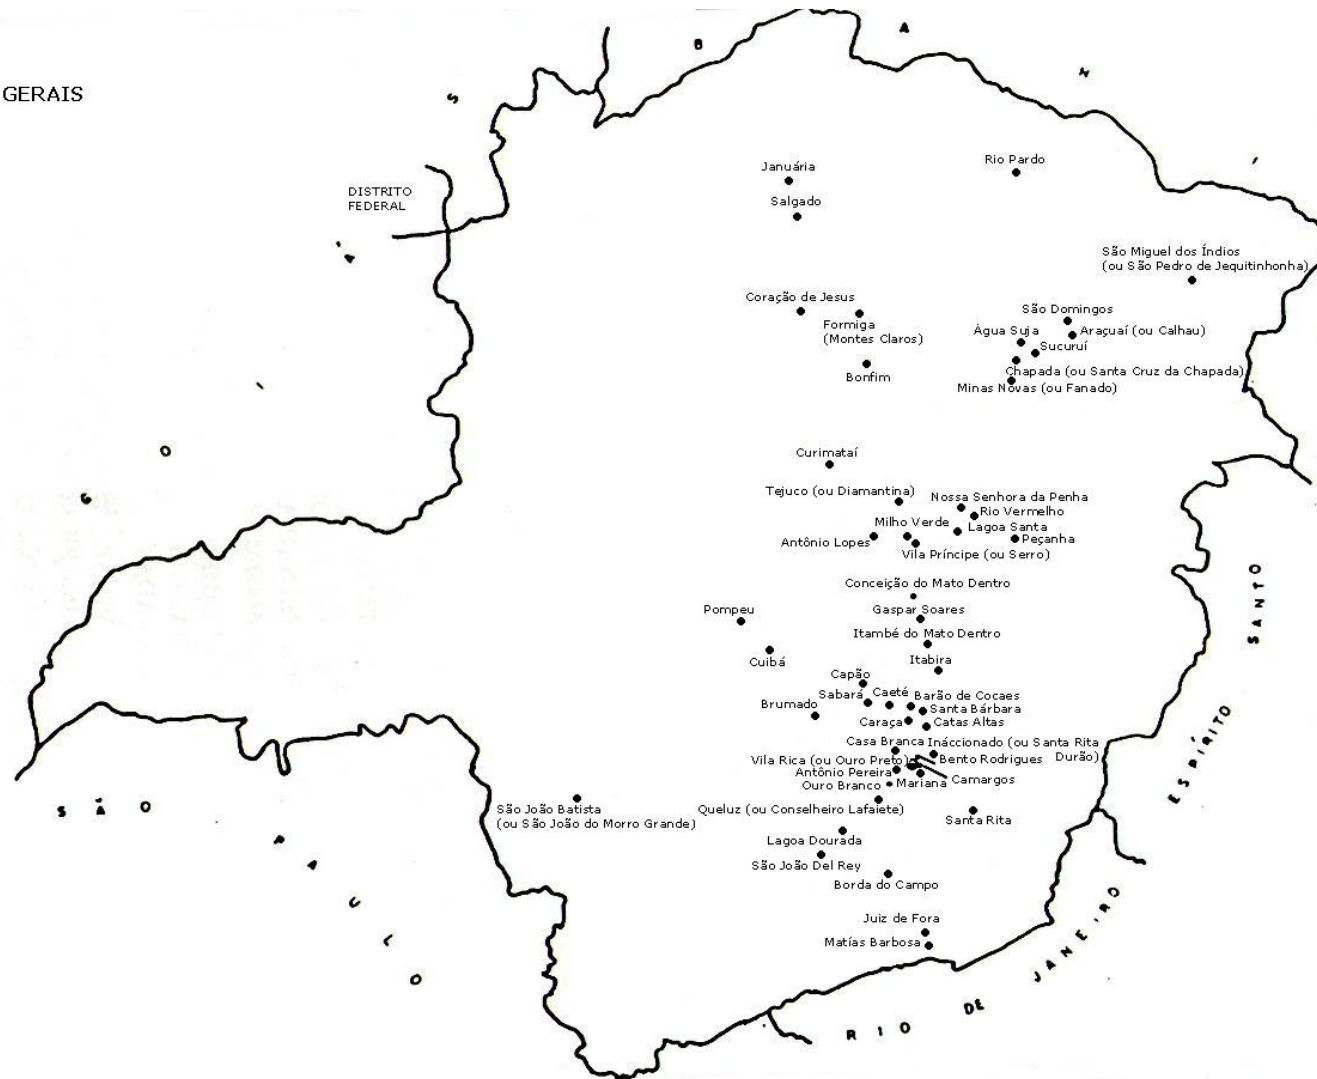 GERAIS
B A H I A
GOIÁS
DISTRITO
FEDERAL
Januária
Rio Pardo
Salgado
São Miguel dos Índios
(ou São Pedro de Jequitinhonha)
Coração de Jesus
Formiga
(Montes Claros)
São Domingos
Araçuaí (ou Calhau)
Água Suja
Sucuruí
Bonfim
Chapada (ou Santa Cruz da Chapada)
Minas Novas (ou Fanado)
Curimataí
Tejuco (ou Diamantina)
Nossa Senhora da Penha
Rio Vermelho
Milho Verde
Lagoa Santa
Antônio Lopes
Peçanha
Vila Príncipe (ou Serro)
Conceição do Mato Dentro
Pompeu
Gaspar Soares
Itambé do Mato Dentro
Cuibá
Itabira
Capão
Sabará
Caeté
Barão de Cocaes
Brumado
Santa Bárbara
Caraça
Catas Altas
Casa Branca
Ináccionado (ou Santa Rita
Durão)
Vila Rica (ou Ouro Preto)
Bento Rodrigues
Antônio Pereira
Camargos
Ouro Branco
Mariana
São João Batista
(ou São João do Morro Grande)
Queluz (ou Conselheiro Lafaiete)
Santa Rita
Lagoa Dourada
São João Del Rey
Borda do Campo
Juiz de Fora
Matías Barbosa
ESPÍRITO SANTO
SÃO PAULO
RIO DE JANEIRO